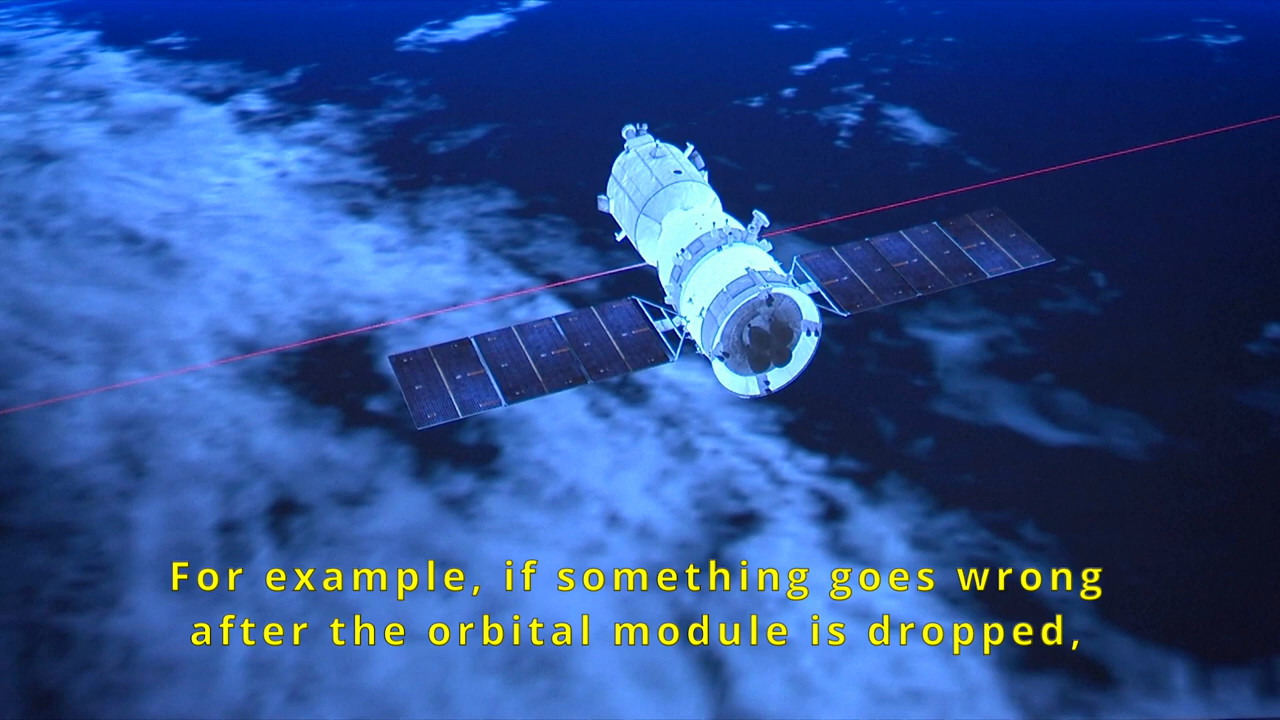 For example, if something goes wrong
after the orbital module is dropped,